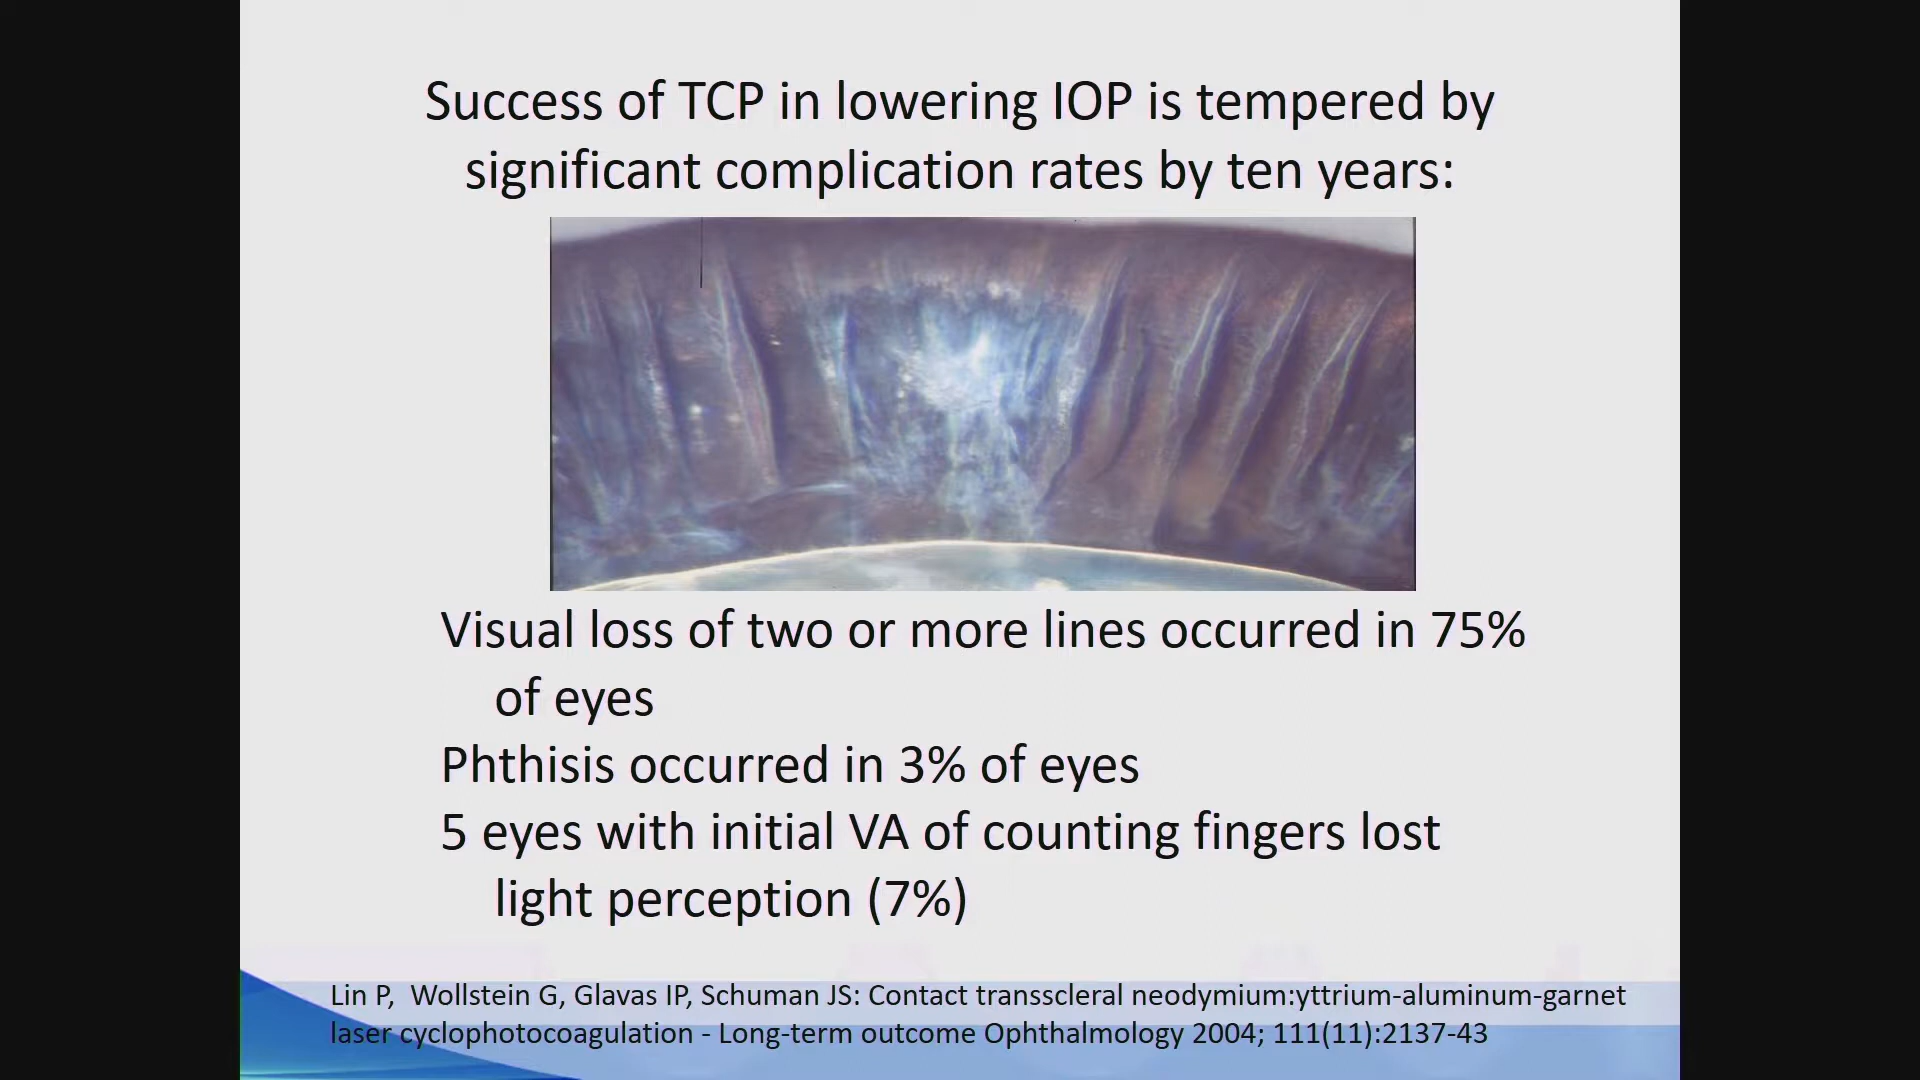 Success of TCP in lowering IOP is tempered by
significant complication rates by ten years:
Visual loss of two or more lines occurred in 75%
of eyes
Phthisis occurred in 3% of eyes
5 eyes with initial VA of counting fingers lost
light perception (7%)
Lin P, Wollstein G, Glavas IP, Schuman JS: Contact transscleral neodymium:yttrium-aluminum-garnet
laser cyclophotocoagulation - Long-term outcome Ophthalmology 2004; 111(11):2137-43